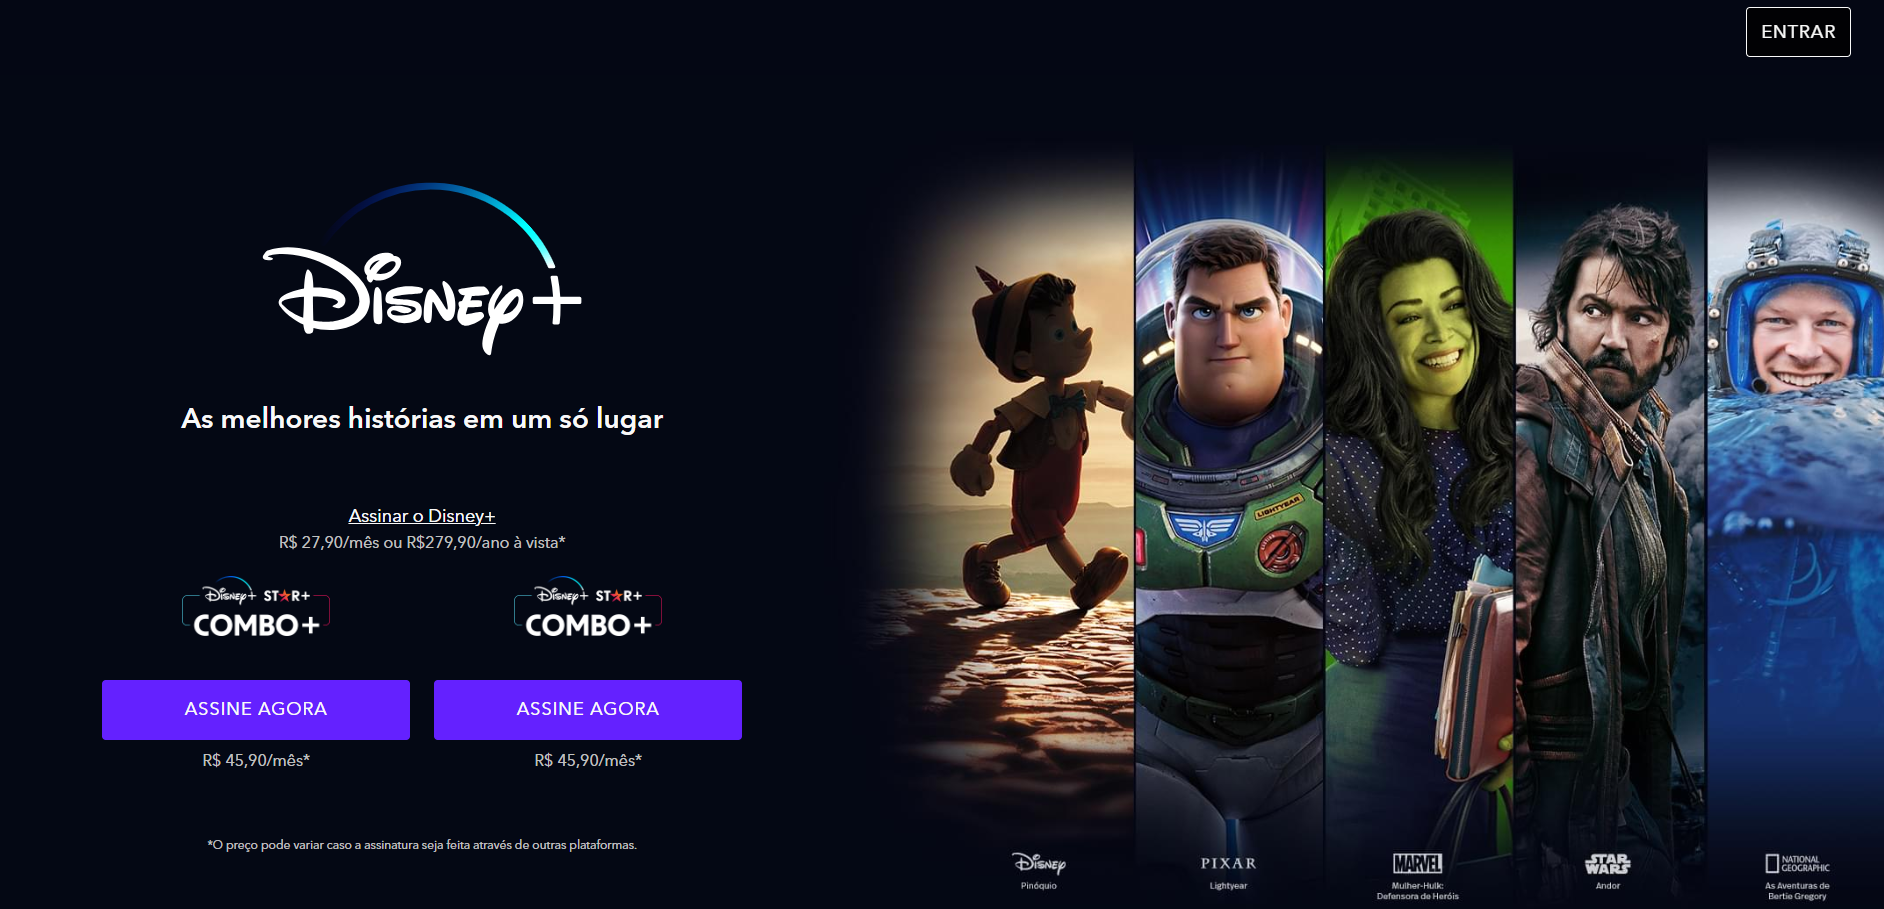 ENTRAR
Disney+
As melhores histórias em um só lugar
Assinar o Disney+
R$ 27,90/mês ou R$279,90/ano à vista*
Disney+ STAR+
COMBO+
ASSINE AGORA
R$ 45,90/mês*
Disney+ STAR+
COMBO+
ASSINE AGORA
R$ 45,90/mês*
*O preço pode variar caso a assinatura seja feita através de outras plataformas.
LIGHTYEAR
Disney
Pinóquio
PIXAR
Lightyear
MARVEL
Mulher-Hulk:
Defensora de Heróis
STAR
WARS
Andor
NATIONAL
GEOGRAPHIC
As Aventuras de
Bertie Gregory